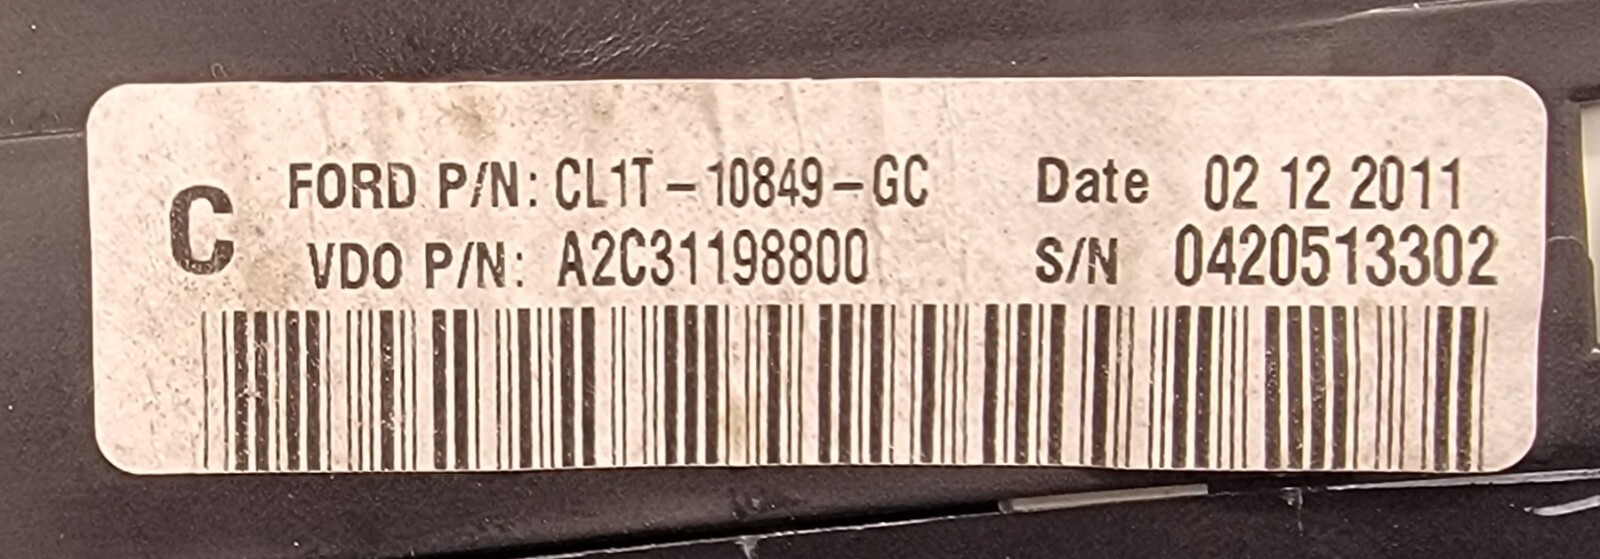 C
FORD P/N: CL1T-10849-GC Date 02 12 2011
VDO P/N: A2C31198800 S/N 0420513302